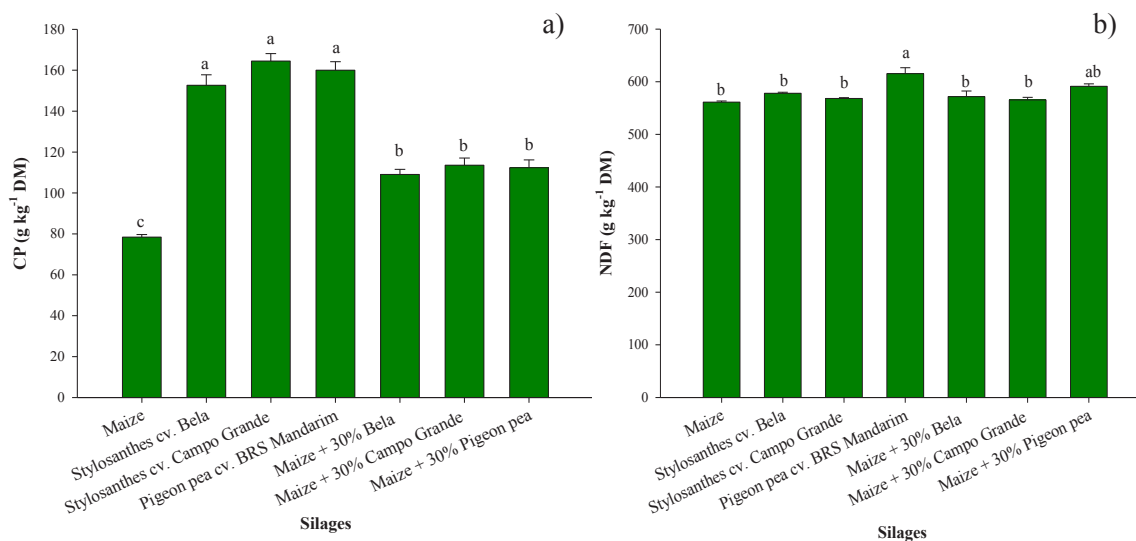 a)
CP (g kg-1 DM)
180
160
140
120
100
80
60
40
20
0
c
a
a
a
b
b
b
Maize
Stylosanthes cv. Bela
Stylosanthes cv. Campo Grande
Pigeon pea cv. BRS Mandarim
Maize + 30% Bela
Maize + 30% Campo Grande
Maize + 30% Pigeon pea
Silages
b)
NDF (g kg-1 DM)
700
600
500
400
300
200
100
0
b
b
b
a
b
b
ab
Maize
Stylosanthes cv. Bela
Stylosanthes cv. Campo Grande
Pigeon pea cv. BRS Mandarim
Maize + 30% Bela
Maize + 30% Campo Grande
Maize + 30% Pigeon pea
Silages